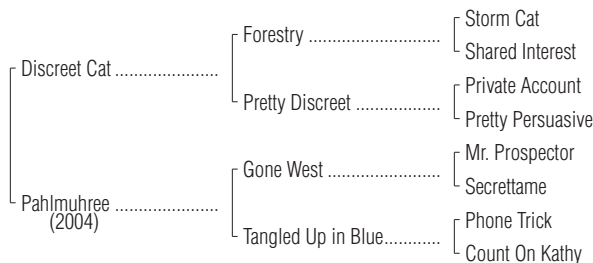 Storm Cat
Forestry ..............................
Shared Interest
Discreet Cat .......................
Private Account
Pretty Discreet ...................
Pretty Persuasive
Mr. Prospector
Gone West .........................
Secrettame
Pahlmuhree .......................
(2004)
Phone Trick
Tangled Up in Blue............
Count On Kathy